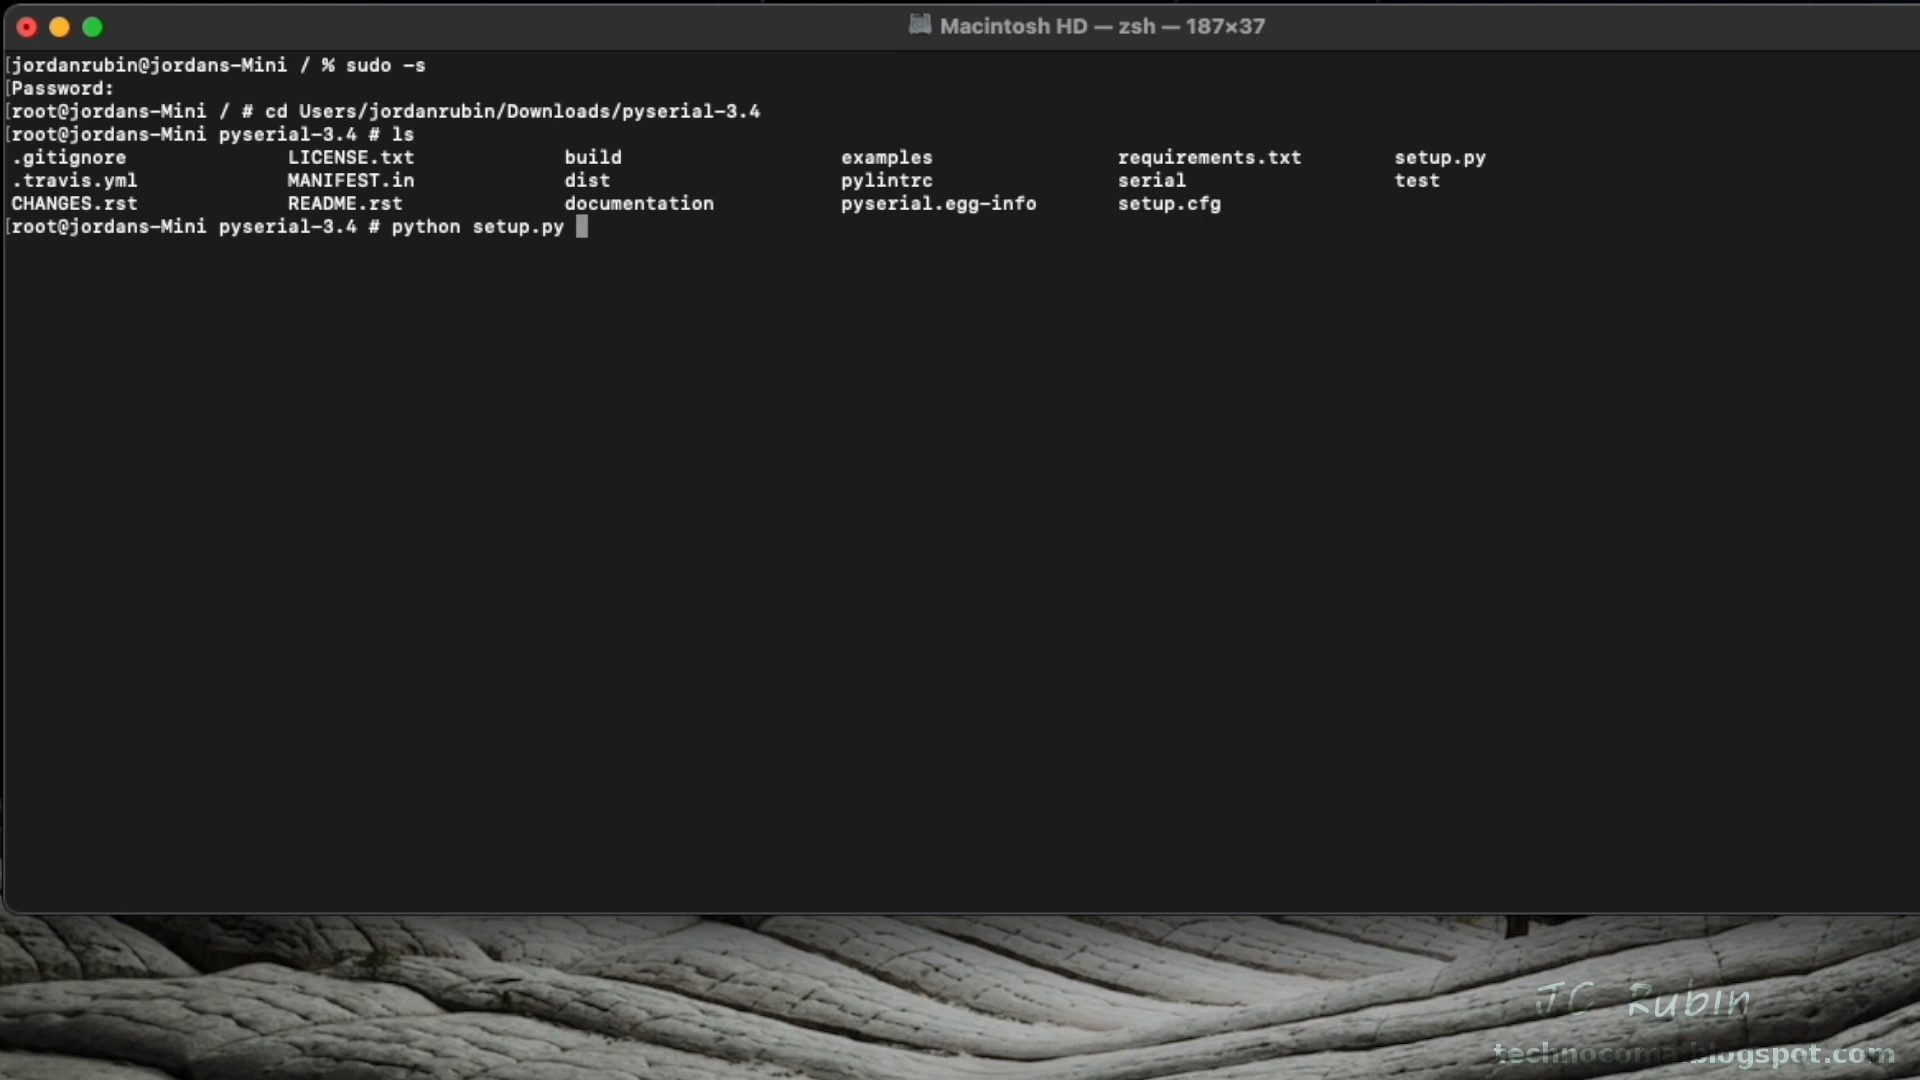 Macintosh HD — zsh — 187×37
[jordanrubin@jordans-Mini / % sudo -s
[Password:
[root@jordans-Mini / # cd Users/jordanrubin/Downloads/pyserial-3.4
[root@jordans-Mini pyserial-3.4 # ls
.gitignore LICENSE.txt build examples requirements.txt setup.py
.travis.yml MANIFEST.in dist pylintrc serial test
CHANGES.rst README.rst documentation pyserial.egg-info setup.cfg
[root@jordans-Mini pyserial-3.4 # python setup.py
JC Rubin
technocoma.blogspot.com